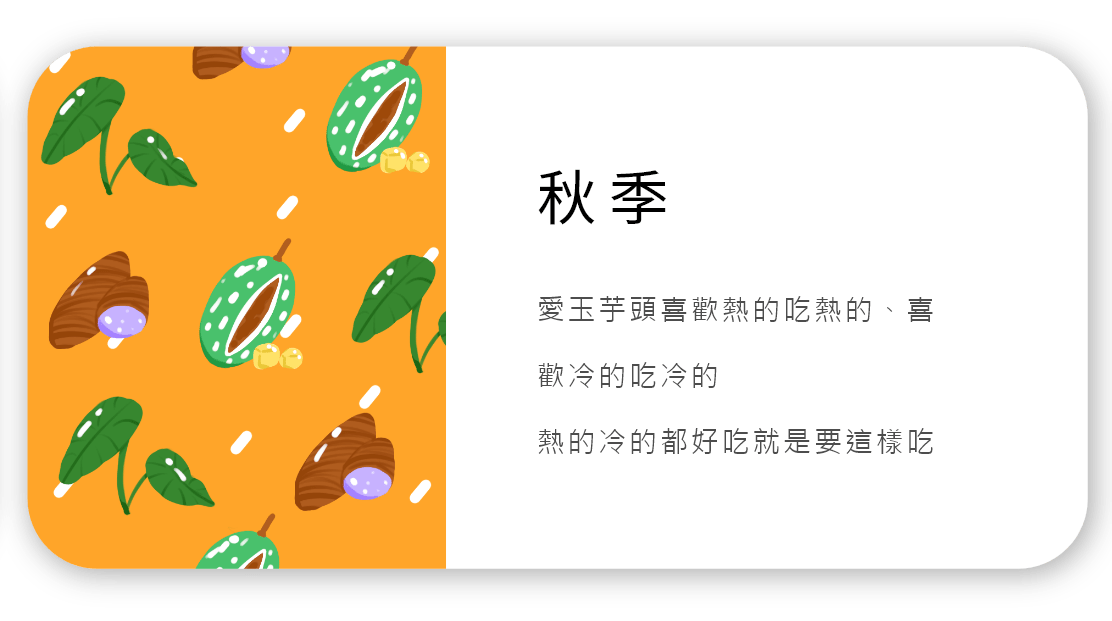 秋季
愛玉芋頭喜歡熱的吃熱的、喜
歡冷的吃冷的
熱的冷的都好吃就是要這樣吃